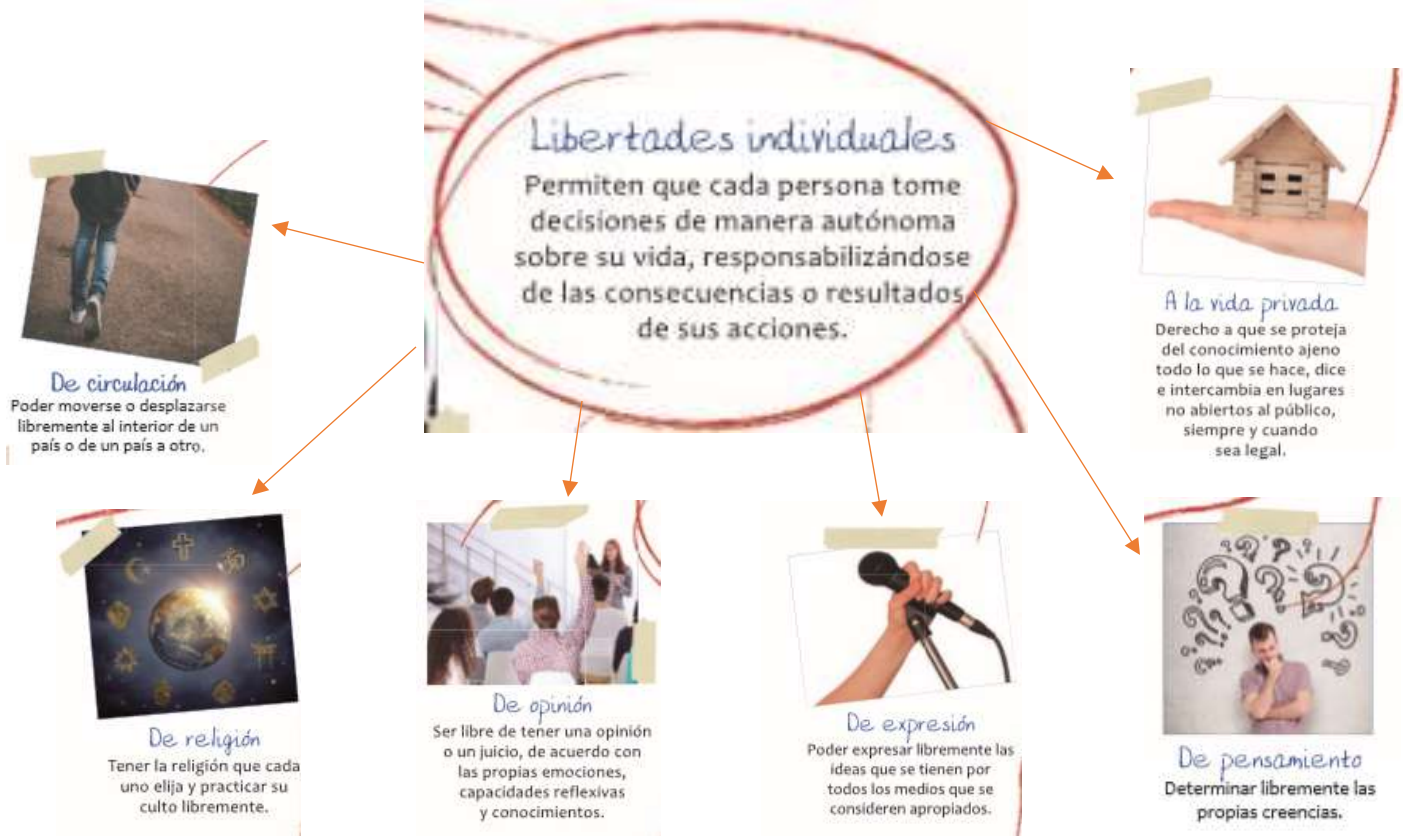 Libertades individuales
Permiten que cada persona tome
decisiones de manera autónoma
sobre su vida, responsabilizándose
de las consecuencias o resultados
de sus acciones.
A la vida privada
Derecho a que se proteja
del conocimiento ajeno
todo lo que se hace, dice
e intercambia en lugares
no abiertos al público,
siempre y cuando
sea legal.
De circulación
Poder moverse o desplazarse
libremente al interior de un
país o de un país a otro.
De religión
Tener la religión que cada
uno elija y practicar su
culto libremente.
De opinión
Ser libre de tener una opinión
o un juicio, de acuerdo con
las propias emociones,
capacidades reflexivas
y conocimientos.
De expresión
Poder expresar libremente las
ideas que se tienen por
todos los medios que se
consideren apropiados.
De pensamiento
Determinar libremente las
propias creencias.